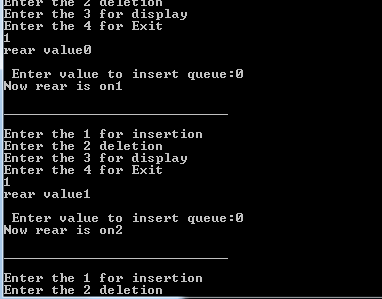 Enter the 2 deletion
Enter the 3 for display
Enter the 4 for Exit
1
rear value0
Enter value to insert queue:0
Now rear is on1
Enter the 1 for insertion
Enter the 2 deletion
Enter the 3 for display
Enter the 4 for Exit
1
rear value1
Enter value to insert queue:0
Now rear is on2
Enter the 1 for insertion
Enter the 2 deletion